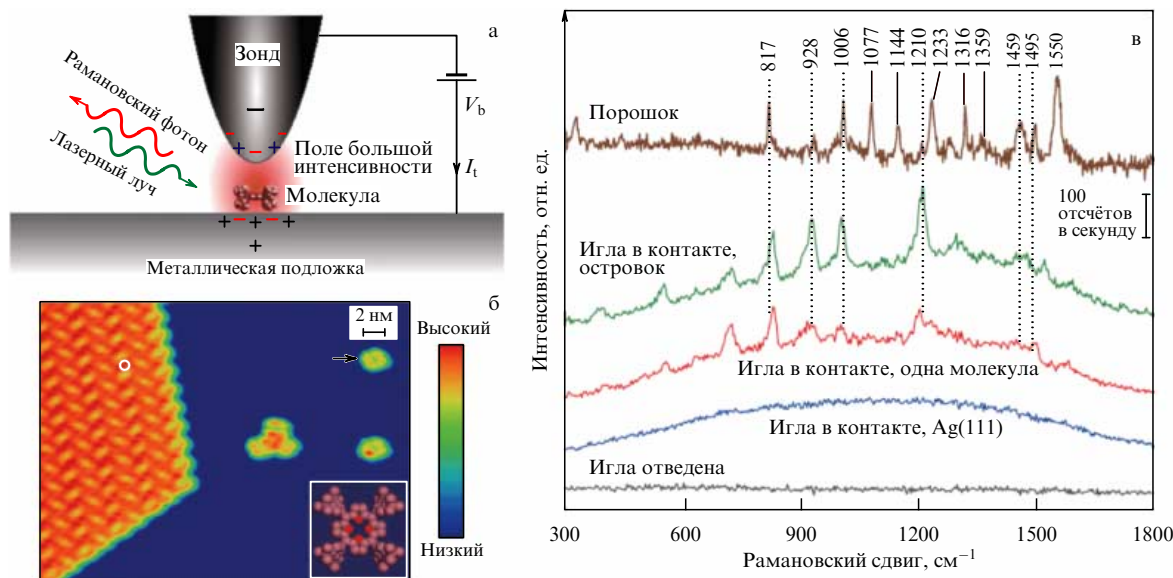 а
Зонд
Рамановский фотон
Лазерный луч
V_b
I_t
Поле большой
интенсивности
Молекула
Металлическая подложка
б
2 нм
Высокий
Низкий
в
817
928
1006
1077
1144
1210
1233
1316
1359
1459
1495
1550
Порошок
100
отсчётов
в секунду
Игла в контакте,
островок
Игла в контакте, одна молекула
Игла в контакте, Ag(111)
Игла отведена
Интенсивность, отн. ед.
300 600 900 1200 1500 1800
Рамановский сдвиг, см⁻¹